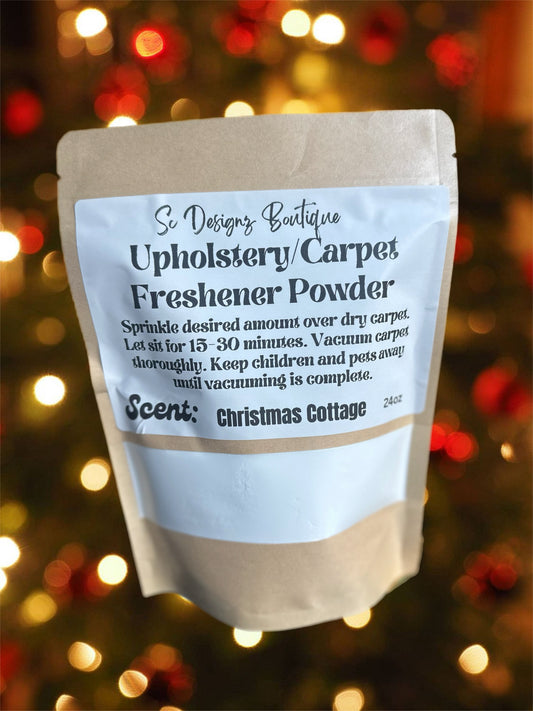 Sc Designz Boutique
Upholstery/Carpet
Freshener Powder
Sprinkle desired amount over dry carpet.
Let sit for 15-30 minutes. Vacuum carpet
thoroughly. Keep children and pets away
until vacuuming is complete.
Scent: Christmas Cottage 24oz